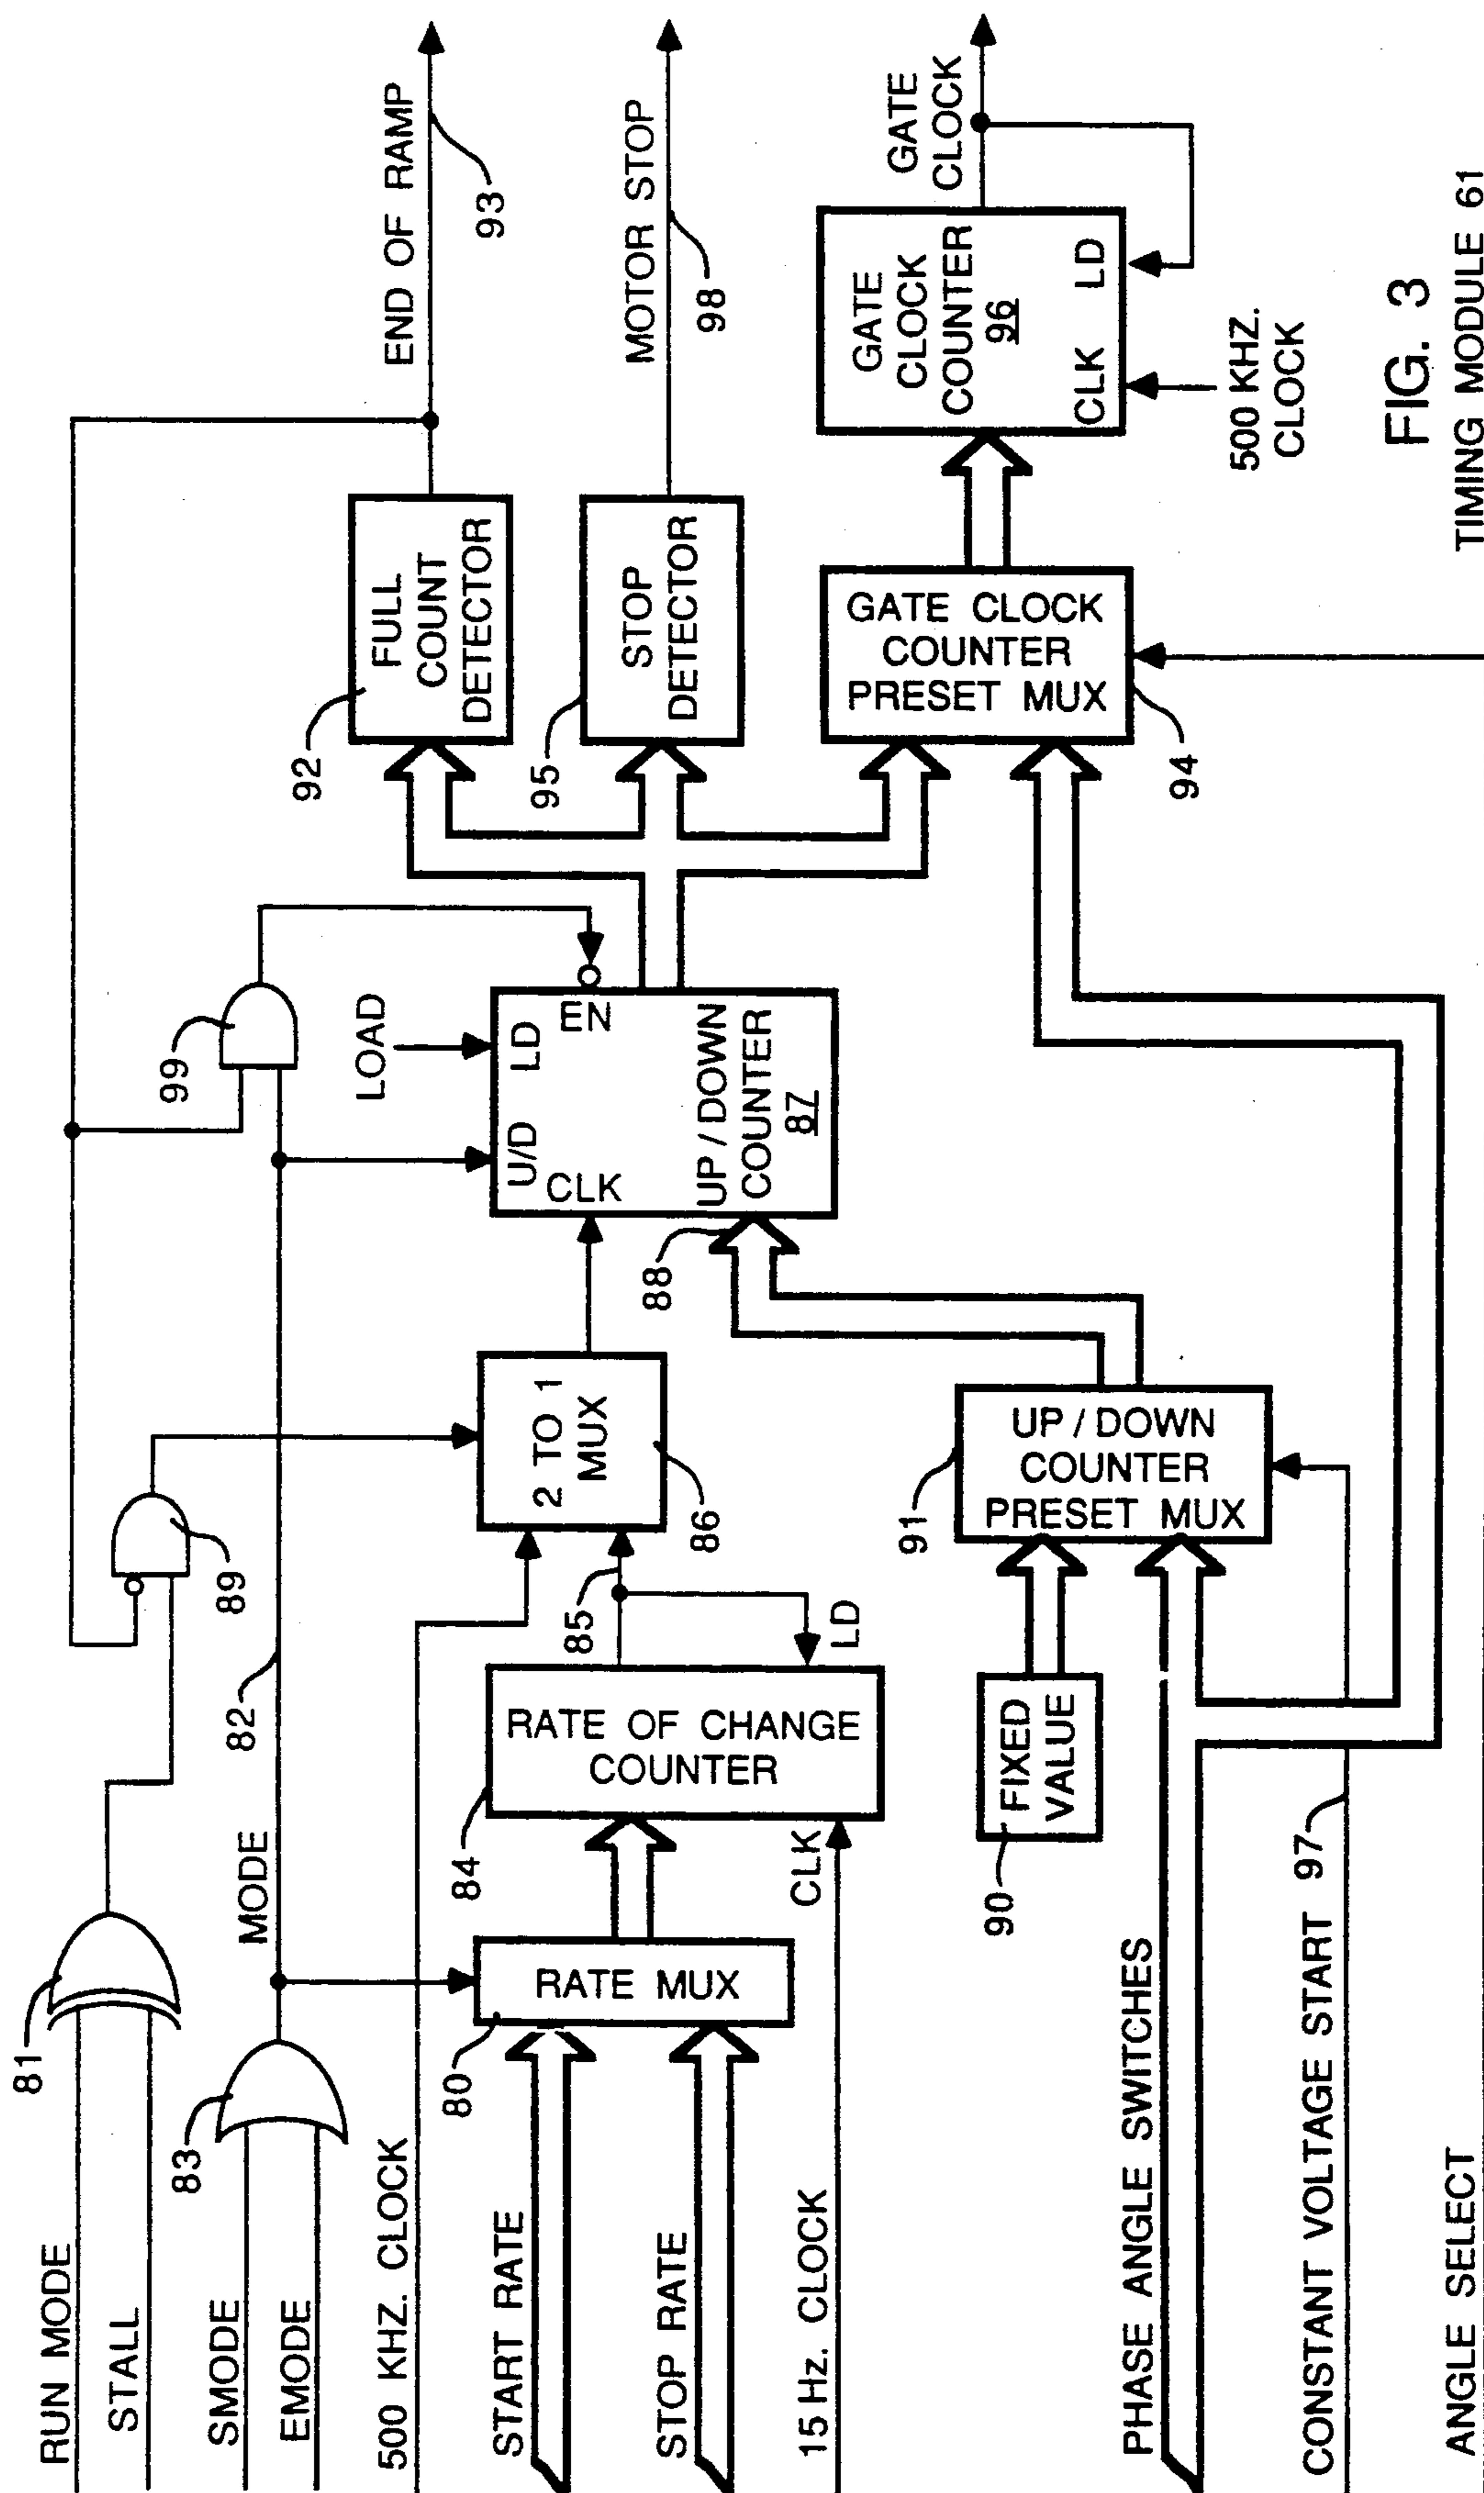 RUN MODE
STALL
SMODE
EMODE
500 KHZ. CLOCK
START RATE
STOP RATE
15 Hz. CLOCK
PHASE ANGLE SWITCHES
CONSTANT VOLTAGE START 97
ANGLE SELECT
81
83
80
RATE MUX
MODE
82
84
RATE OF CHANGE
COUNTER
CLK
LD
85
89
2 TO 1
MUX
86
90
FIXED
VALUE
91
UP / DOWN
COUNTER
PRESET MUX
88
99
LOAD
U/D
LD
CLK
EN
UP / DOWN
COUNTER
87
92
FULL
COUNT
DETECTOR
95
STOP
DETECTOR
GATE CLOCK
COUNTER
PRESET MUX
94
END OF RAMP
93
MOTOR STOP
98
GATE
CLOCK
COUNTER
96
CLK
LD
GATE
CLOCK
500 KHZ.
CLOCK
FIG. 3
TIMING MODULE 61